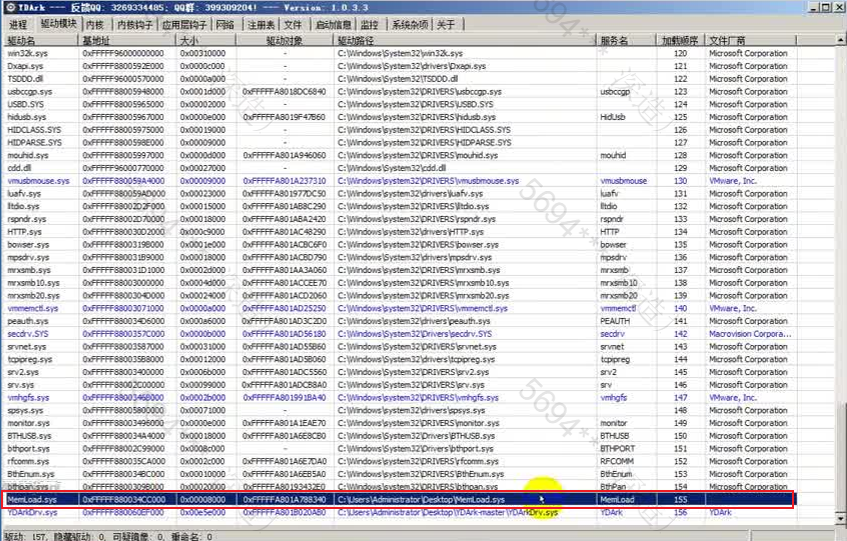 YDArk --- 反馈QQ: 3269334485; QQ群: 399309204! -- Version: 1.0.3.3
进程 驱动模块 内核 内核钩子 应用层钩子 网络 注册表 文件 启动信息 监控 系统杂项 关于
驱动名 基地址 大小 驱动对象 驱动路径 服务名 加载顺序 文件厂商
win32k.sys 0xFFFFF96000000000 0x00310000 - C:\Windows\System32\win32k.sys 120 Microsoft Corporation
Dxapi.sys 0xFFFFF8800592E000 0x0000c000 - C:\Windows\System32\drivers\Dxapi.sys 121 Microsoft Corporation
TSDDD.dll 0xFFFFF96000570000 0x0000a000 - C:\Windows\System32\TSDDD.dll 122 Microsoft Corporation
usbccgp.sys 0xFFFFF88005948000 0x0001d000 0xFFFFFA8018DC6840 C:\Windows\system32\DRIVERS\usbccgp.sys usbccgp 123 Microsoft Corporation
USBD.SYS 0xFFFFF88005965000 0x00002000 - C:\Windows\system32\DRIVERS\USBD.SYS 124 Microsoft Corporation
hidusb.sys 0xFFFFF88005967000 0x0000e000 0xFFFFFA8019F47B60 C:\Windows\system32\DRIVERS\hidusb.sys HidUsb 125 Microsoft Corporation
HIDCLASS.SYS 0xFFFFF88005975000 0x00019000 - C:\Windows\system32\DRIVERS\HIDCLASS.SYS 126 Microsoft Corporation
HIDPARSE.SYS 0xFFFFF8800598E000 0x00009000 - C:\Windows\system32\DRIVERS\HIDPARSE.SYS 127 Microsoft Corporation
mouhid.sys 0xFFFFF88005997000 0x0000d000 0xFFFFFA801A946060 C:\Windows\system32\DRIVERS\mouhid.sys mouhid 128 Microsoft Corporation
cdd.dll 0xFFFFF96000770000 0x00027000 - C:\Windows\System32\cdd.dll 129 Microsoft Corporation
vmusbmouse.sys 0xFFFFF880059A4000 0x00009000 0xFFFFFA801A237310 C:\Windows\system32\DRIVERS\vmusbmouse.sys vmusbmouse 130 VMware, Inc.
luafv.sys 0xFFFFF880059AD000 0x00023000 0xFFFFFA801977DC50 C:\Windows\system32\drivers\luafv.sys luafv 131 Microsoft Corporation
lltdio.sys 0xFFFFF88002D2F000 0x00015000 0xFFFFFA801AB8C290 C:\Windows\system32\DRIVERS\lltdio.sys lltdio 132 Microsoft Corporation
rspndr.sys 0xFFFFF88002D70000 0x00018000 0xFFFFFA801ABA2420 C:\Windows\system32\DRIVERS\rspndr.sys rspndr 133 Microsoft Corporation
HTTP.sys 0xFFFFF880030D2000 0x000c9000 0xFFFFFA801AC48290 C:\Windows\system32\drivers\HTTP.sys HTTP 134 Microsoft Corporation
bowser.sys 0xFFFFF8800319B000 0x0001e000 0xFFFFFA801ACBC6F0 C:\Windows\system32\DRIVERS\bowser.sys bowser 135 Microsoft Corporation
mpsdrv.sys 0xFFFFF880031B9000 0x00018000 0xFFFFFA801ACBD790 C:\Windows\System32\drivers\mpsdrv.sys mpsdrv 136 Microsoft Corporation
mrxsmb.sys 0xFFFFF880031D1000 0x0002d000 0xFFFFFA801AA3A060 C:\Windows\system32\DRIVERS\mrxsmb.sys mrxsmb 137 Microsoft Corporation
mrxsmb10.sys 0xFFFFF88003000000 0x0004d000 0xFFFFFA801ACCEE70 C:\Windows\system32\DRIVERS\mrxsmb10.sys mrxsmb10 138 Microsoft Corporation
mrxsmb20.sys 0xFFFFF8800304D000 0x00024000 0xFFFFFA801ACD2060 C:\Windows\system32\DRIVERS\mrxsmb20.sys mrxsmb20 139 Microsoft Corporation
vmmemctl.sys 0xFFFFF88003071000 0x0000a000 0xFFFFFA801AD25250 C:\Windows\system32\DRIVERS\vmmemctl.sys vmmemctl 140 VMware, Inc.
peauth.sys 0xFFFFF880034D6000 0x000a6000 0xFFFFFA801AD3C2D0 C:\Windows\system32\drivers\peauth.sys PEAUTH 141 Microsoft Corporation
secdrv.SYS 0xFFFFF8800357C000 0x0000b000 0xFFFFFA801AD56180 C:\Windows\System32\Drivers\secdrv.SYS secdrv 142 Macrovision Corpora...
srvnet.sys 0xFFFFF88003587000 0x00031000 0xFFFFFA801AD55B60 C:\Windows\System32\DRIVERS\srvnet.sys srvnet 143 Microsoft Corporation
tcpipreg.sys 0xFFFFF880035B8000 0x00012000 0xFFFFFA801AD5B060 C:\Windows\System32\drivers\tcpipreg.sys tcpipreg 144 Microsoft Corporation
srv2.sys 0xFFFFF88003400000 0x0006b000 0xFFFFFA801ADC5560 C:\Windows\System32\DRIVERS\srv2.sys srv2 145 Microsoft Corporation
srv.sys 0xFFFFF88002C00000 0x00099000 0xFFFFFA801ADCB8A0 C:\Windows\System32\DRIVERS\srv.sys srv 146 Microsoft Corporation
vmhgfs.sys 0xFFFFF8800346B000 0x0002b000 0xFFFFFA801991BA40 C:\Windows\system32\DRIVERS\vmhgfs.sys vmhgfs 147 VMware, Inc.
spsys.sys 0xFFFFF88005800000 0x00071000 - C:\Windows\system32\drivers\spsys.sys 148 Microsoft Corporation
monitor.sys 0xFFFFF88003496000 0x0000e000 0xFFFFFA801A1EAE70 C:\Windows\system32\DRIVERS\monitor.sys monitor 149 Microsoft Corporation
BTHUSB.sys 0xFFFFF880034A4000 0x00018000 0xFFFFFA801A6E8CB0 C:\Windows\System32\Drivers\BTHUSB.sys BTHUSB 150 Microsoft Corporation
bthport.sys 0xFFFFF88002C99000 0x0008c000 - C:\Windows\System32\Drivers\bthport.sys BTHPORT 151 Microsoft Corporation
rfcomm.sys 0xFFFFF880035CA000 0x0002c000 0xFFFFFA801A6E7DA0 C:\Windows\system32\DRIVERS\rfcomm.sys RFCOMM 152 Microsoft Corporation
BthEnum.sys 0xFFFFF880034BC000 0x00010000 0xFFFFFA801A6EB5A0 C:\Windows\system32\DRIVERS\BthEnum.sys BthEnum 153 Microsoft Corporation
bthpan.sys 0xFFFFF8800309B000 0x00020000 0xFFFFFA80193432E0 C:\Windows\system32\DRIVERS\bthpan.sys BthPan 154 Microsoft Corporation
MemLoad.sys 0xFFFFF880034CC000 0x00008000 0xFFFFFA801A788340 C:\Users\Administrator\Desktop\MemLoad.sys MemLoad 155
YDArkDrv.sys 0xFFFFF880060EF000 0x00e5e000 0xFFFFFA801B020AB0 C:\Users\Administrator\Desktop\YDArk-master\YDArkDrv.sys YDArk 156 YDArk
驱动: 157, 隐藏驱动: 0, 可疑镜象: 0, 重命名: 0